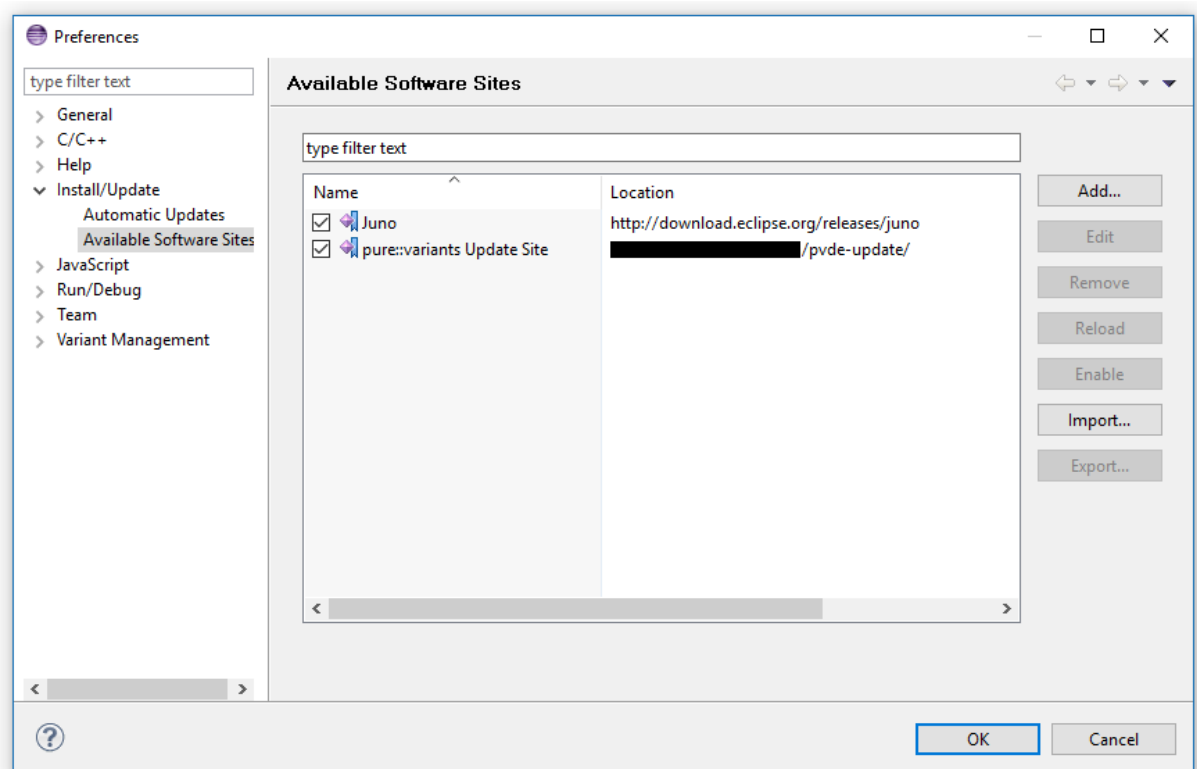 Preferences
type filter text
General
C/C++
Help
Install/Update
Automatic Updates
Available Software Sites
JavaScript
Run/Debug
Team
Variant Management
Available Software Sites
type filter text
Name Location
Juno http://download.eclipse.org/releases/juno
pure::variants Update Site /pvde-update/
Add...
Edit
Remove
Reload
Enable
Import...
Export...
OK Cancel